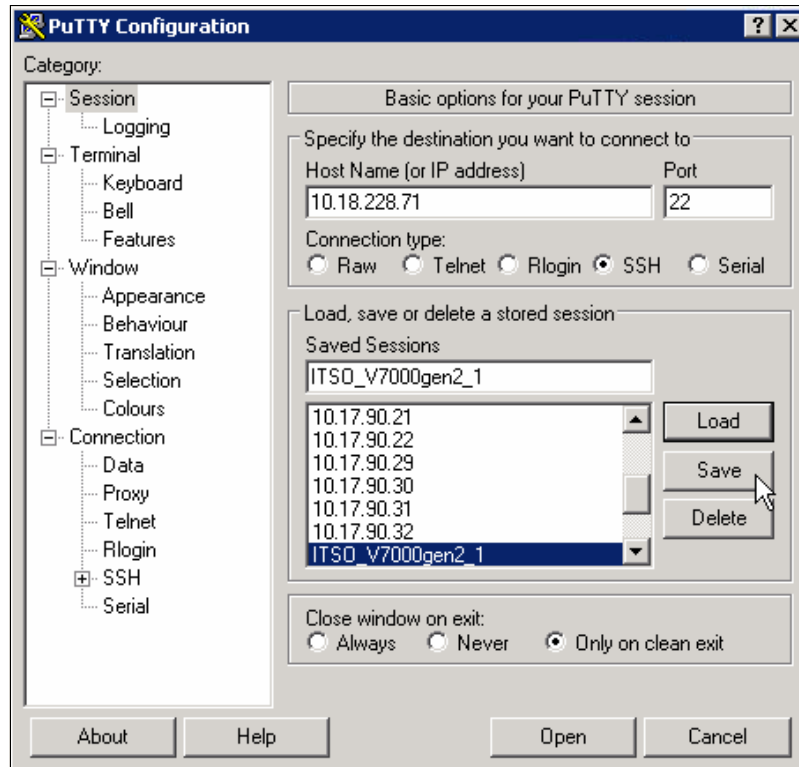 PuTTY Configuration
Category:
Session
Logging
Terminal
Keyboard
Bell
Features
Window
Appearance
Behaviour
Translation
Selection
Colours
Connection
Data
Proxy
Telnet
Rlogin
SSH
Serial
Basic options for your PuTTY session
Specify the destination you want to connect to
Host Name (or IP address) Port
10.18.228.71 22
Connection type:
Raw Telnet Rlogin SSH Serial
Load, save or delete a stored session
Saved Sessions
ITSO_V7000gen2_1
10.17.90.21
10.17.90.22
10.17.90.29
10.17.90.30
10.17.90.31
10.17.90.32
ITSO_V7000gen2_1
Load
Save
Delete
Close window on exit:
Always Never Only on clean exit
About Help Open Cancel